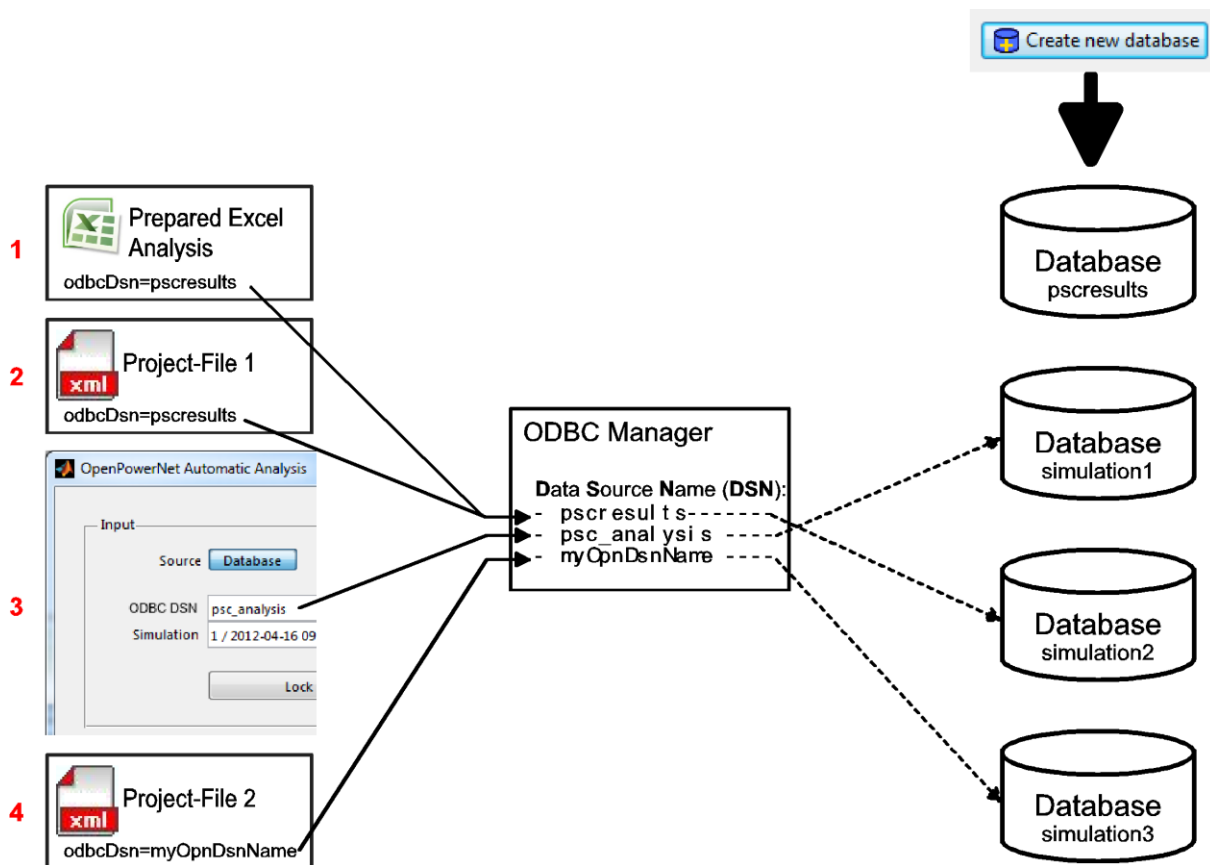 Create new database
1
Prepared Excel
Analysis
odbcDsn=pscresults
2
xml
Project-File 1
odbcDsn=pscresults
3
OpenPowerNet Automatic Analysis
Input
Source Database
ODBC DSN psc_analysis
Simulation 1 / 2012-04-16 09
Lock
4
xml
Project-File 2
odbcDsn=myOpnDsnName
ODBC Manager
Data Source Name (DSN):
- pscresults
- psc_analysis
- myOpnDsnName
Database
pscresults
Database
simulation1
Database
simulation2
Database
simulation3